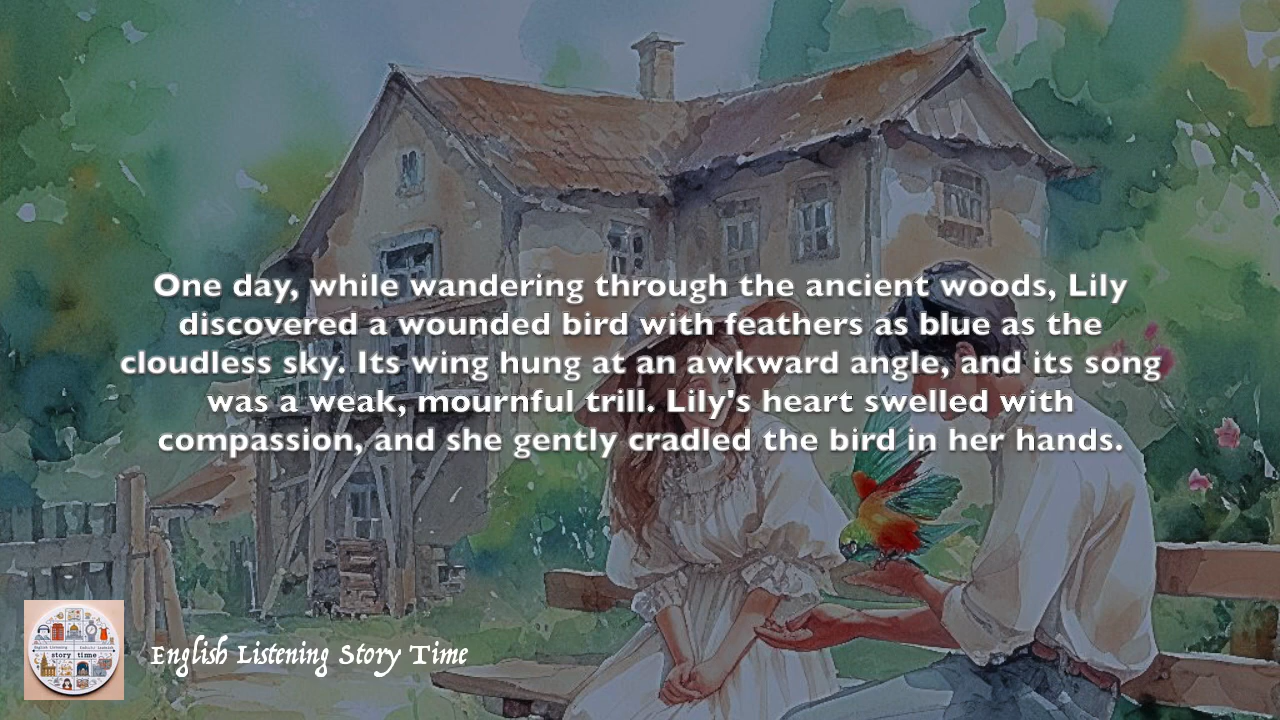 One day, while wandering through the ancient woods, Lily
discovered a wounded bird with feathers as blue as the
cloudless sky. Its wing hung at an awkward angle, and its song
was a weak, mournful trill. Lily's heart swelled with
compassion, and she gently cradled the bird in her hands.
story time
English Listening Story Time